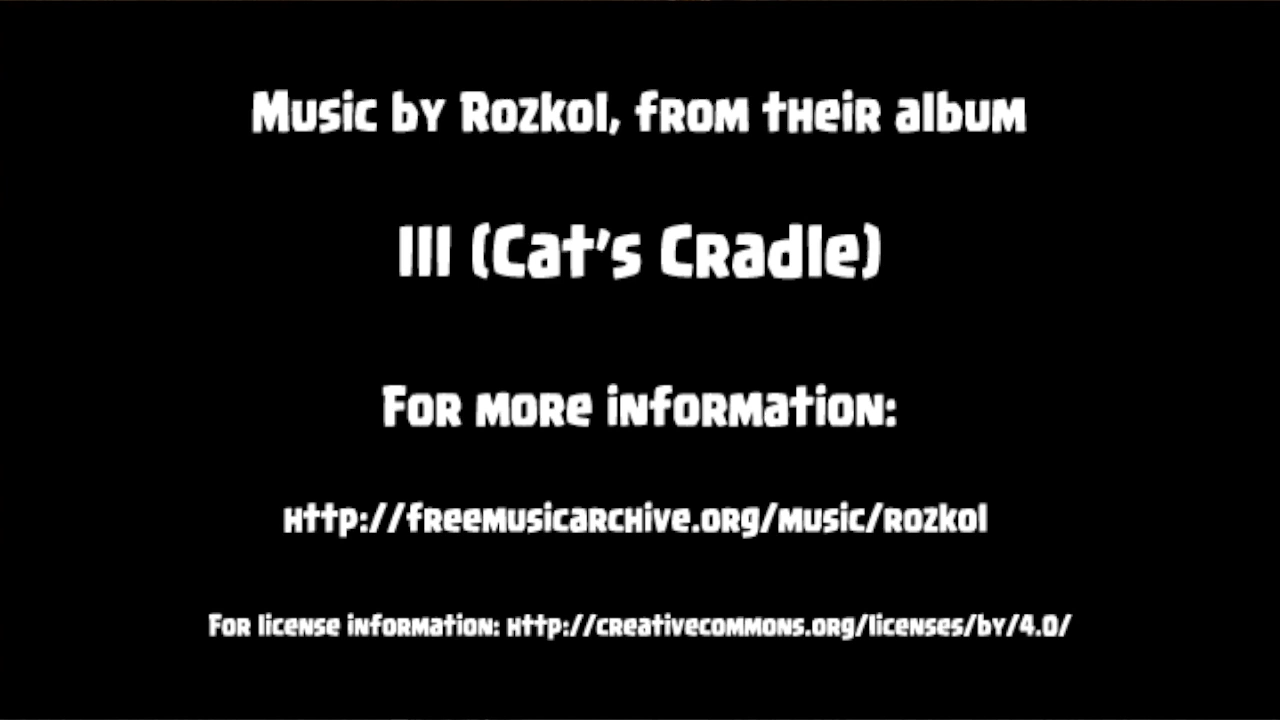 Music by Rozkol, from their album
III (Cat's Cradle)
For more information:
http://freemusicarchive.org/music/rozkol
For license information: http://creativecommons.org/licenses/by/4.0/